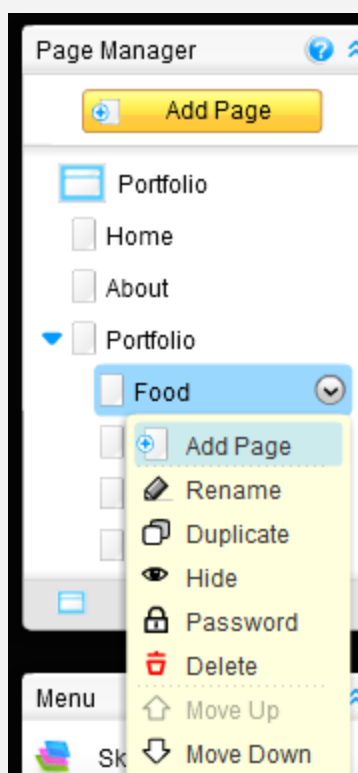 Page Manager
Add Page
Portfolio
Home
About
Portfolio
Food
Add Page
Rename
Duplicate
Hide
Password
Delete
Menu
Move Up
Sk
Move Down